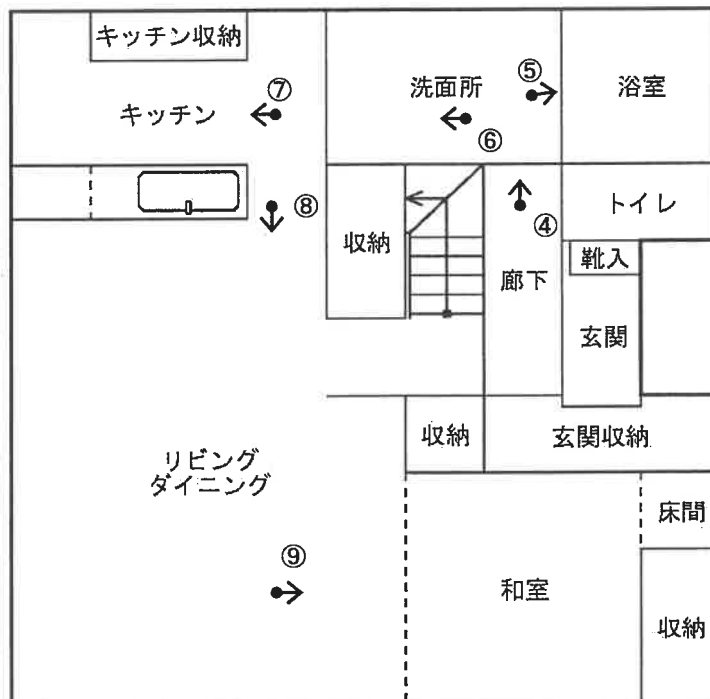 キッチン収納
⑦
キッチン
洗面所
⑤
⑥
浴室
⑧
収納
④
トイレ
靴入
廊下
玄関
収納
玄関収納
リビング
ダイニング
床間
⑨
和室
収納